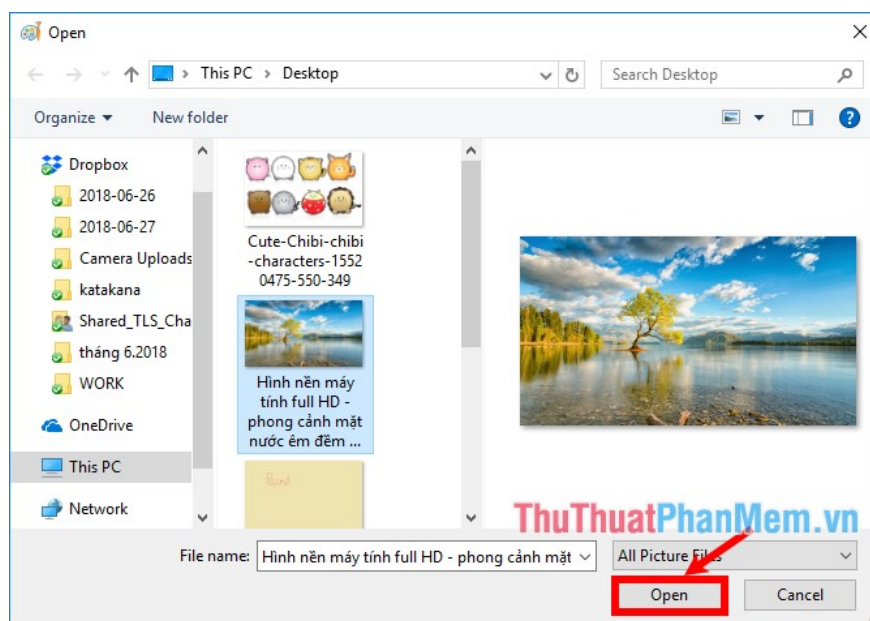 Open
This PC > Desktop
Search Desktop
Organize
New folder
Dropbox
2018-06-26
2018-06-27
Camera Uploads
katakana
Shared_TLS_Cha
tháng 6.2018
WORK
OneDrive
This PC
Network
Cute-Chibi-chibi
-characters-1552
0475-550-349
Hình nền máy
tính full HD -
phong cảnh mặt
nước êm đềm ...
Paint
ThuThuatPhanMem.vn
File name:
Hình nền máy tính full HD - phong cảnh mặt
All Picture Files
Open
Cancel